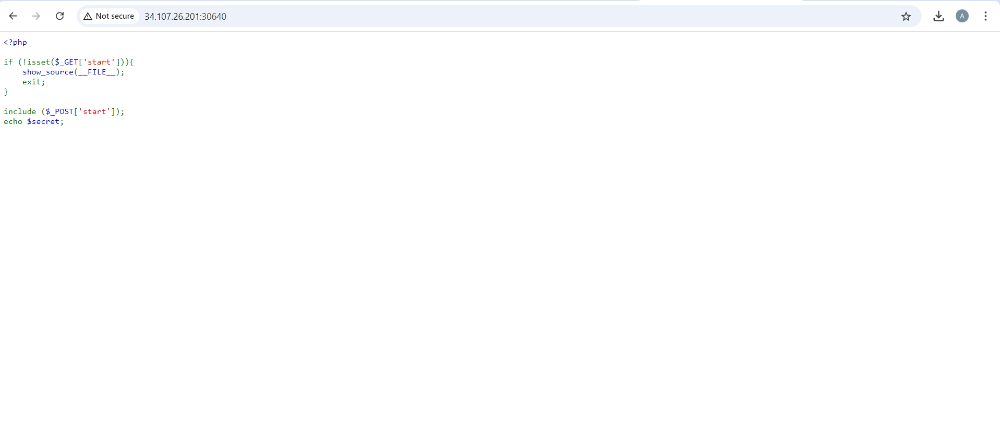 Not secure 34.107.26.201:30640 A
<?php
if (!isset($_GET['start'])){
show_source(__FILE__);
exit;
}
include ($_POST['start']);
echo $secret;